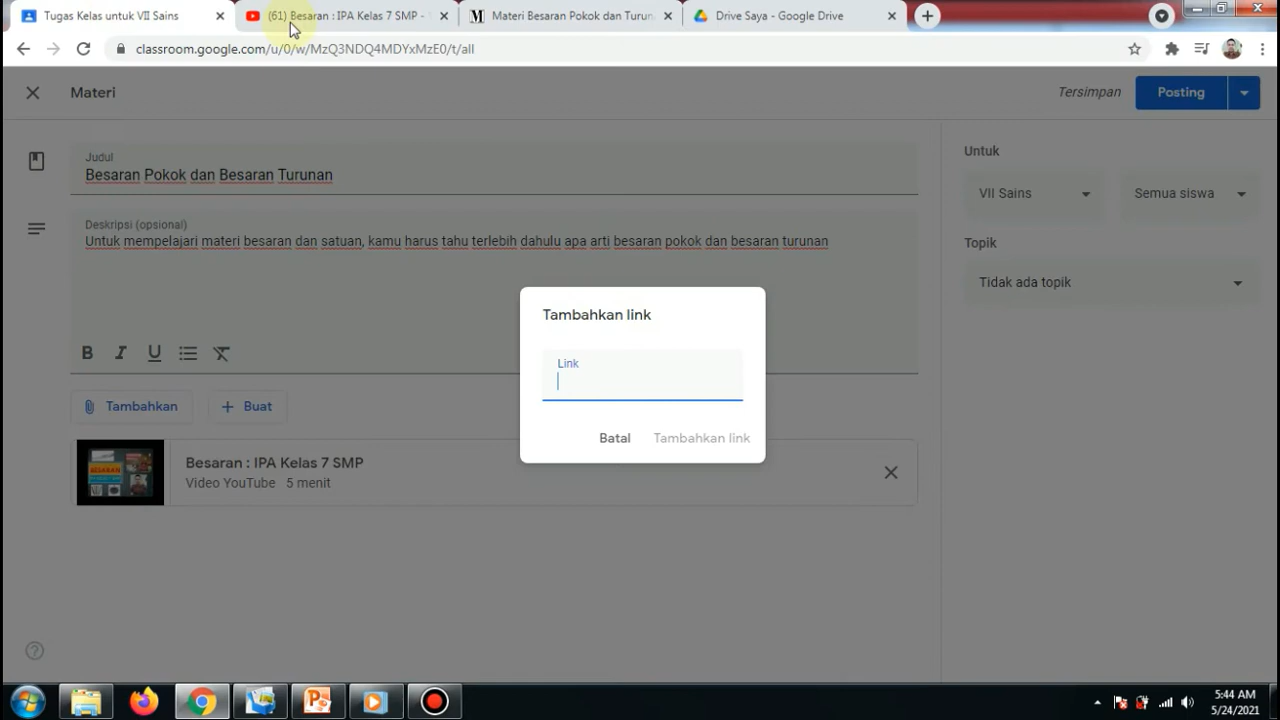 Tugas Kelas untuk VII Sains
(61) Besaran : IPA Kelas 7 SMP -
Materi Besaran Pokok dan Turun
Drive Saya - Google Drive
classroom.google.com/u/0/w/MzQ3NDQ4MDYxMzE0/t/all
Materi
Tersimpan
Posting
Judul
Besaran Pokok dan Besaran Turunan
Deskripsi (opsional)
Untuk mempelajari materi besaran dan satuan, kamu harus tahu terlebih dahulu apa arti besaran pokok dan besaran turunan
Untuk
VII Sains
Semua siswa
Topik
Tidak ada topik
Tambahkan link
Link
Batal
Tambahkan link
B I U
Tambahkan
Buat
BESARAN
Besaran : IPA Kelas 7 SMP
Video YouTube 5 menit
5:44 AM
5/24/2021